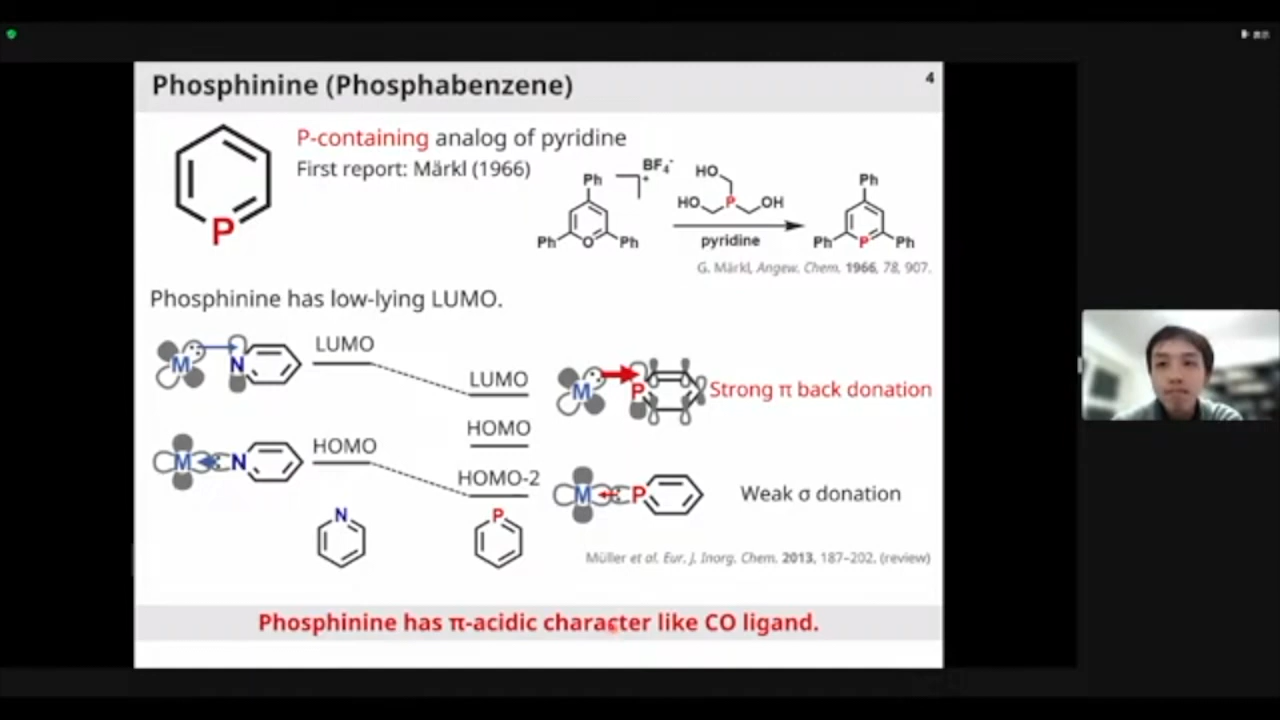 Phosphinine (Phosphabenzene)
4
P
P-containing analog of pyridine
First report: Märkl (1966)
Ph
Ph
O
Ph
+
BF4-
HO
HO
P
OH
pyridine
Ph
Ph
P
Ph
G. Märkl, Angew. Chem. 1966, 78, 907.
Phosphinine has low-lying LUMO.
M
N
LUMO
LUMO
M
P
Strong π back donation
HOMO
M
N
HOMO
HOMO-2
M
P
Weak σ donation
N
P
Müller et al. Eur. J. Inorg. Chem. 2013, 187–202. (review)
Phosphinine has π-acidic character like CO ligand.